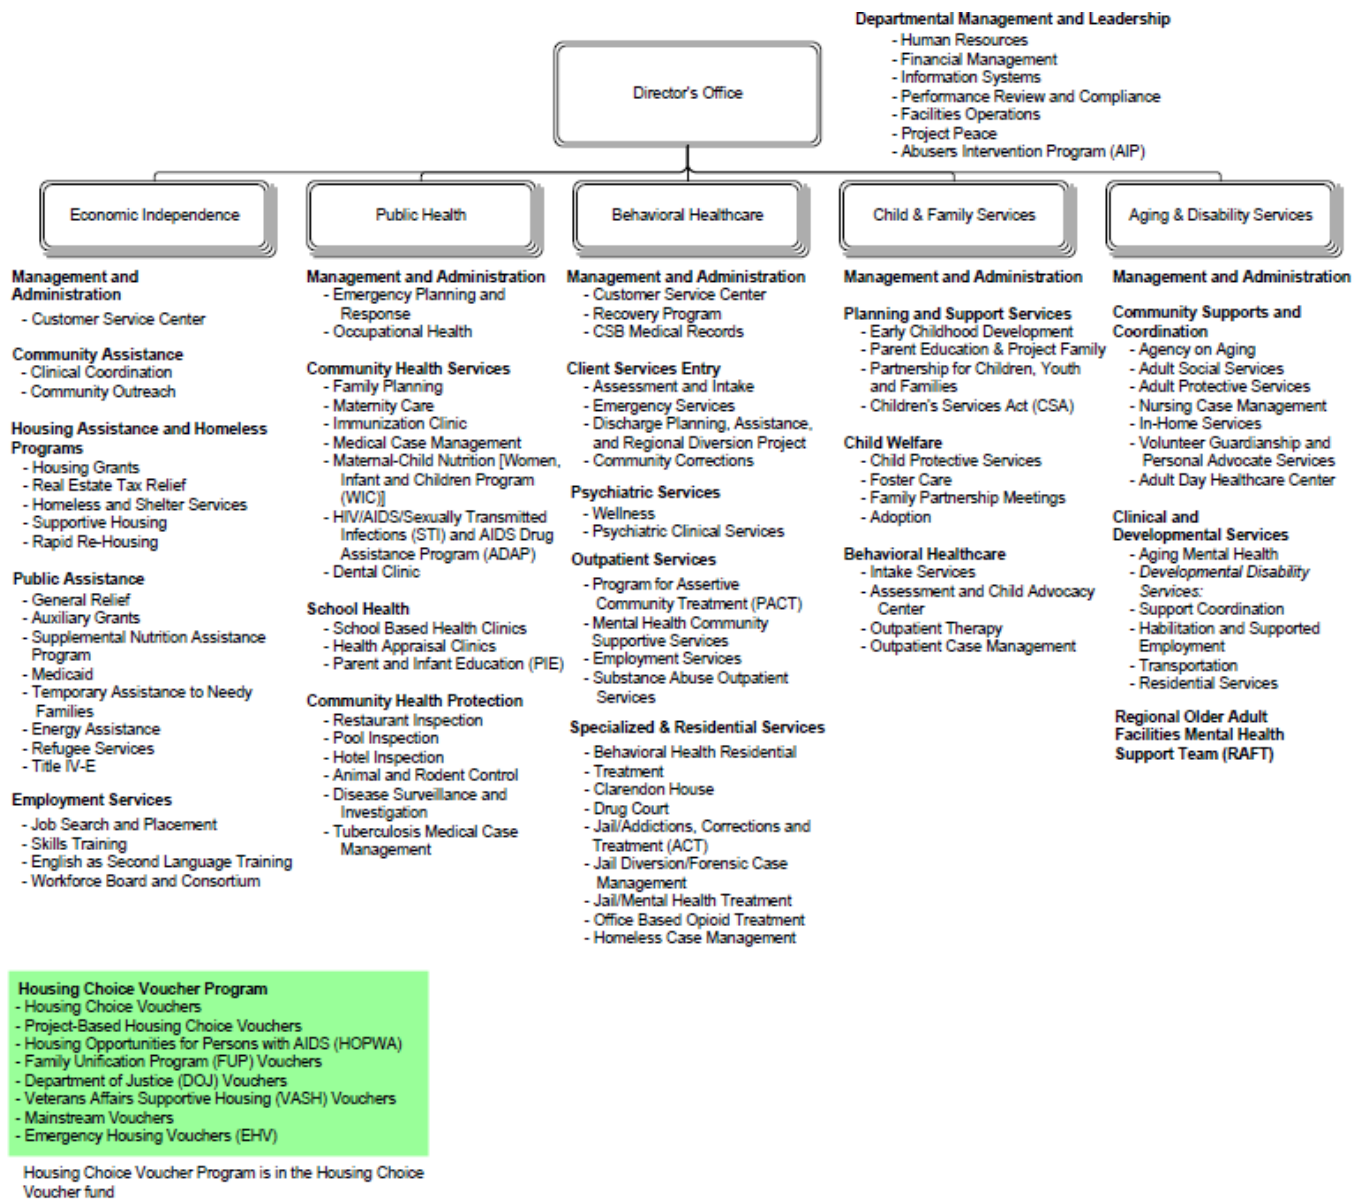 Departmental Management and Leadership
- Human Resources
- Financial Management
- Information Systems
- Performance Review and Compliance
- Facilities Operations
- Project Peace
- Abusers Intervention Program (AIP)
Director's Office
Economic Independence
Public Health
Behavioral Healthcare
Child & Family Services
Aging & Disability Services
Management and
Administration
- Customer Service Center
Community Assistance
- Clinical Coordination
- Community Outreach
Housing Assistance and Homeless
Programs
- Housing Grants
- Real Estate Tax Relief
- Homeless and Shelter Services
- Supportive Housing
- Rapid Re-Housing
Public Assistance
- General Relief
- Auxiliary Grants
- Supplemental Nutrition Assistance
Program
- Medicaid
- Temporary Assistance to Needy
Families
- Energy Assistance
- Refugee Services
- Title IV-E
Employment Services
- Job Search and Placement
- Skills Training
- English as Second Language Training
- Workforce Board and Consortium
Management and Administration
- Emergency Planning and
Response
- Occupational Health
Community Health Services
- Family Planning
- Maternity Care
- Immunization Clinic
- Medical Case Management
- Maternal-Child Nutrition [Women,
Infant and Children Program
(WIC)]
- HIV/AIDS/Sexually Transmitted
Infections (STI) and AIDS Drug
Assistance Program (ADAP)
- Dental Clinic
School Health
- School Based Health Clinics
- Health Appraisal Clinics
- Parent and Infant Education (PIE)
Community Health Protection
- Restaurant Inspection
- Pool Inspection
- Hotel Inspection
- Animal and Rodent Control
- Disease Surveillance and
Investigation
- Tuberculosis Medical Case
Management
Management and Administration
- Customer Service Center
- Recovery Program
- CSB Medical Records
Client Services Entry
- Assessment and Intake
- Emergency Services
- Discharge Planning, Assistance,
and Regional Diversion Project
- Community Corrections
Psychiatric Services
- Wellness
- Psychiatric Clinical Services
Outpatient Services
- Program for Assertive
Community Treatment (PACT)
- Mental Health Community
Supportive Services
- Employment Services
- Substance Abuse Outpatient
Services
Specialized & Residential Services
- Behavioral Health Residential
- Treatment
- Clarendon House
- Drug Court
- Jail/Addictions, Corrections and
Treatment (ACT)
- Jail Diversion/Forensic Case
Management
- Jail/Mental Health Treatment
- Office Based Opioid Treatment
- Homeless Case Management
Management and Administration
Planning and Support Services
- Early Childhood Development
- Parent Education & Project Family
- Partnership for Children, Youth
and Families
- Children's Services Act (CSA)
Child Welfare
- Child Protective Services
- Foster Care
- Family Partnership Meetings
- Adoption
Behavioral Healthcare
- Intake Services
- Assessment and Child Advocacy
Center
- Outpatient Therapy
- Outpatient Case Management
Management and Administration
Community Supports and
Coordination
- Agency on Aging
- Adult Social Services
- Adult Protective Services
- Nursing Case Management
- In-Home Services
- Volunteer Guardianship and
Personal Advocate Services
- Adult Day Healthcare Center
Clinical and
Developmental Services
- Aging Mental Health
- Developmental Disability
Services:
- Support Coordination
- Habilitation and Supported
Employment
- Transportation
- Residential Services
Regional Older Adult
Facilities Mental Health
Support Team (RAFT)
Housing Choice Voucher Program
- Housing Choice Vouchers
- Project-Based Housing Choice Vouchers
- Housing Opportunities for Persons with AIDS (HOPWA)
- Family Unification Program (FUP) Vouchers
- Department of Justice (DOJ) Vouchers
- Veterans Affairs Supportive Housing (VASH) Vouchers
- Mainstream Vouchers
- Emergency Housing Vouchers (EHV)
Housing Choice Voucher Program is in the Housing Choice
Voucher fund